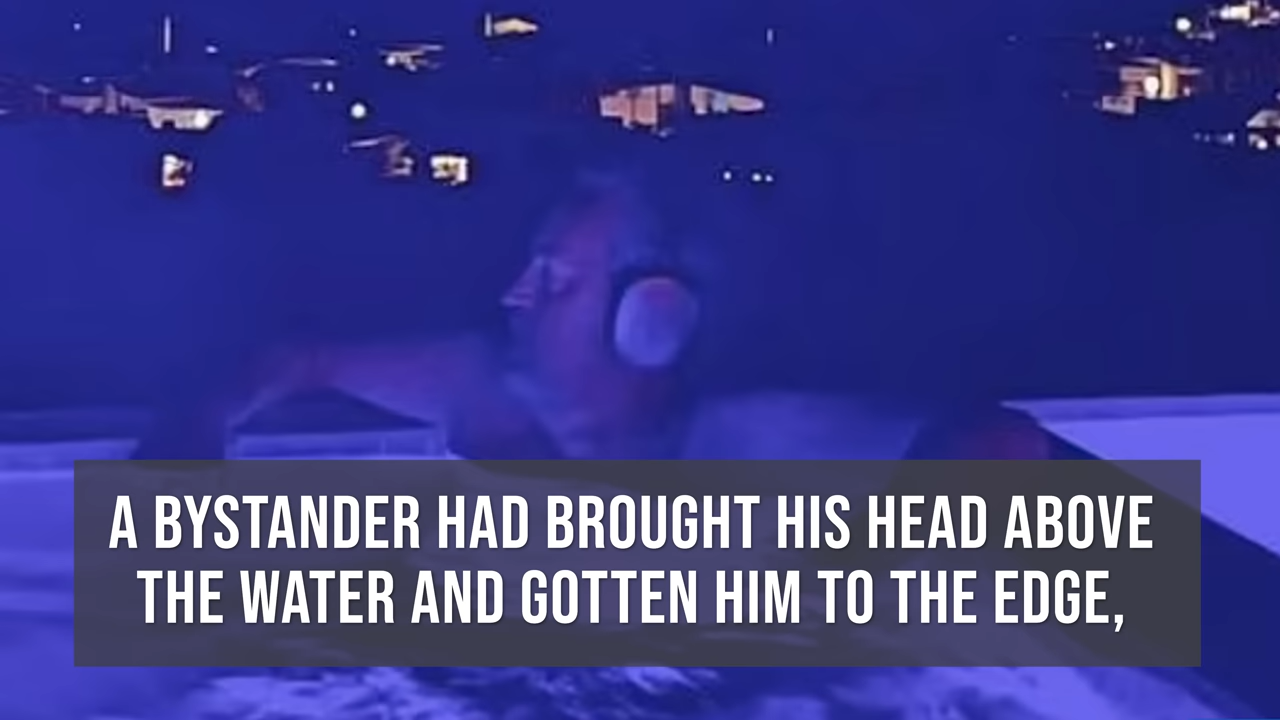 A BYSTANDER HAD BROUGHT HIS HEAD ABOVE
THE WATER AND GOTTEN HIM TO THE EDGE,